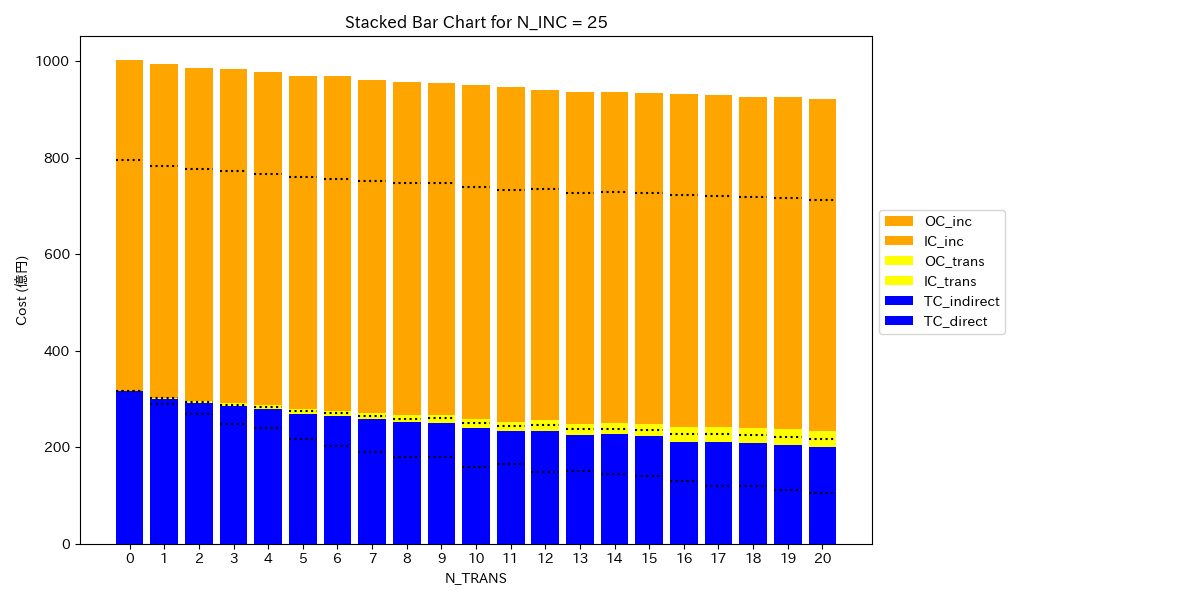 Stacked Bar Chart for N_INC = 25
Cost (億円)
1000
800
600
400
200
0
0 1 2 3 4 5 6 7 8 9 10 11 12 13 14 15 16 17 18 19 20
N_TRANS
OC_inc
IC_inc
OC_trans
IC_trans
TC_indirect
TC_direct